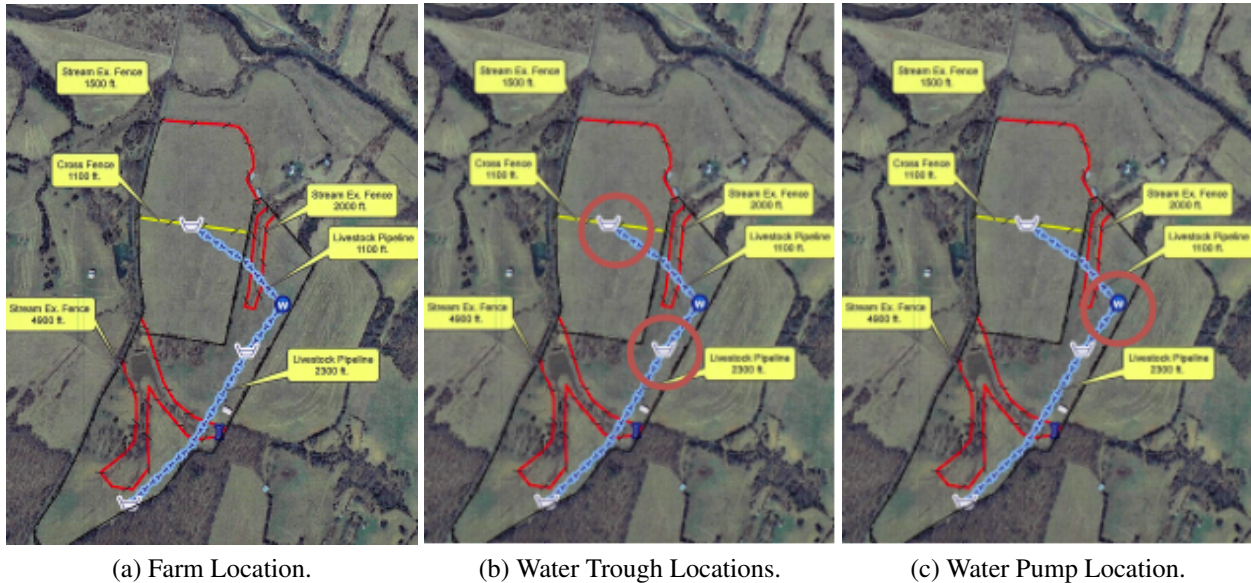 Stream Ex. Fence
1500 ft.
Cross Fence
1100 ft.
Stream Ex. Fence
2000 ft.
Livestock Pipeline
1100 ft.
W
Stream Ex. Fence
4900 ft.
Livestock Pipeline
2300 ft.
(a) Farm Location.
Stream Ex. Fence
1500 ft.
Cross Fence
1100 ft.
Stream Ex. Fence
2000 ft.
Livestock Pipeline
1100 ft.
W
Stream Ex. Fence
4900 ft.
Livestock Pipeline
2300 ft.
(b) Water Trough Locations.
Stream Ex. Fence
1500 ft.
Cross Fence
1100 ft.
Stream Ex. Fence
2000 ft.
Livestock Pipeline
1100 ft.
W
Stream Ex. Fence
4900 ft.
Livestock Pipeline
2300 ft.
(c) Water Pump Location.